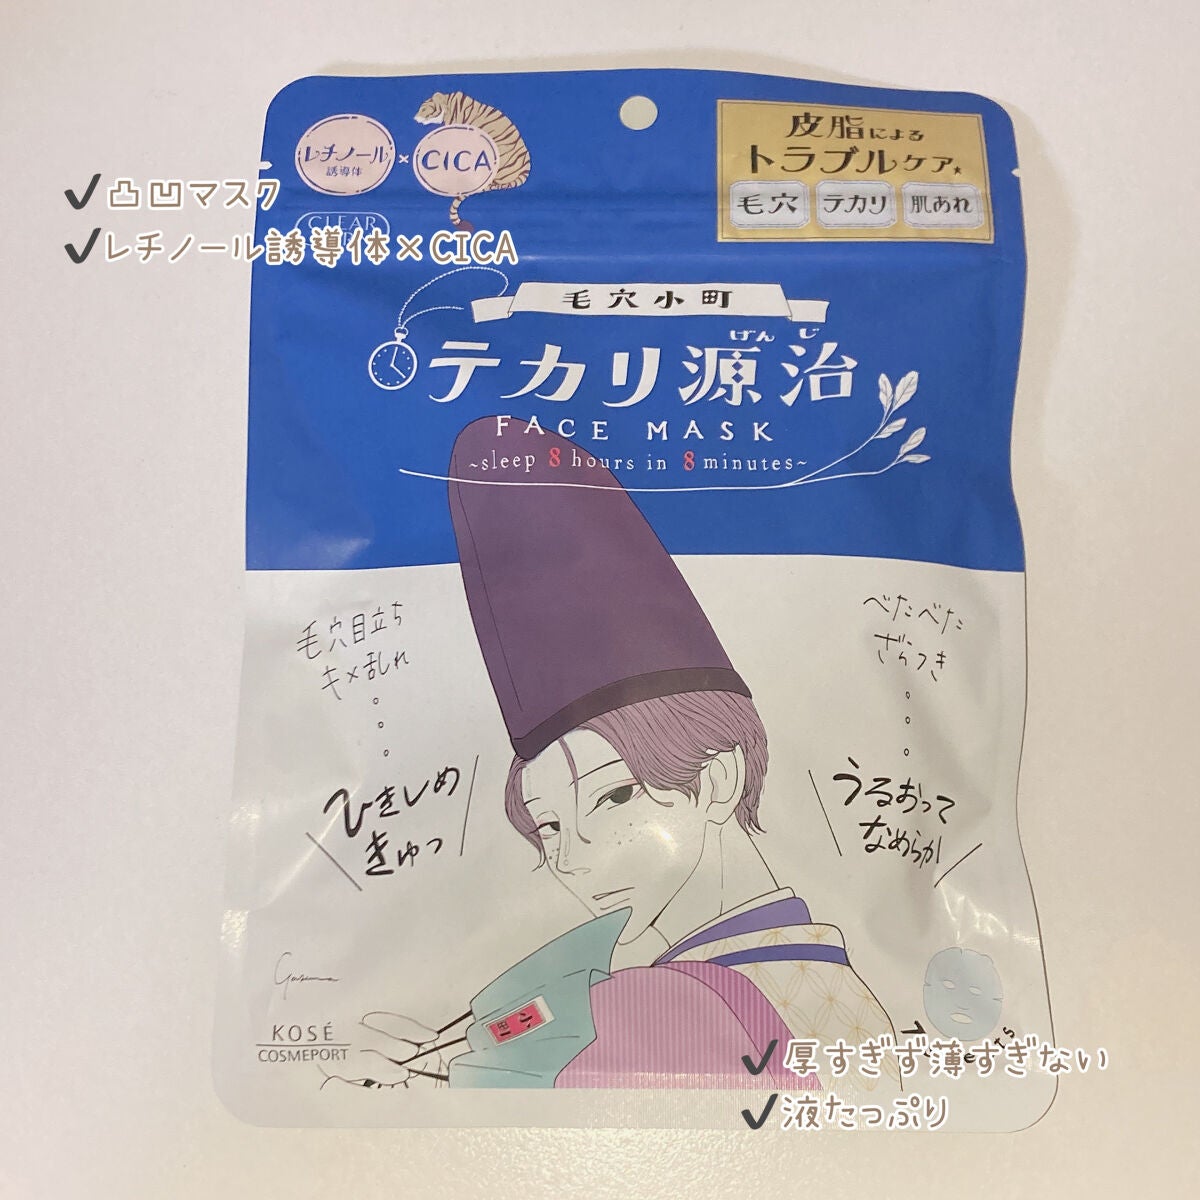 レチノール
誘導体
×
CICA
皮脂による
トラブルケア★
毛穴
テカリ
肌あれ
✓凸凹マスク
CLEAR
✓レチノール誘導体×CICA
毛穴小町
げんじ
テカリ源治
FACE MASK
~sleep 8 hours in 8 minutes~
毛穴目立ち
キメ乱れ
ひきしめ
きゅっ
べたべた
ざらつき
うるおって
なめらか
小町
KOSÉ
COSMEPORT
✓厚すぎず薄すぎない
✓液たっぷり